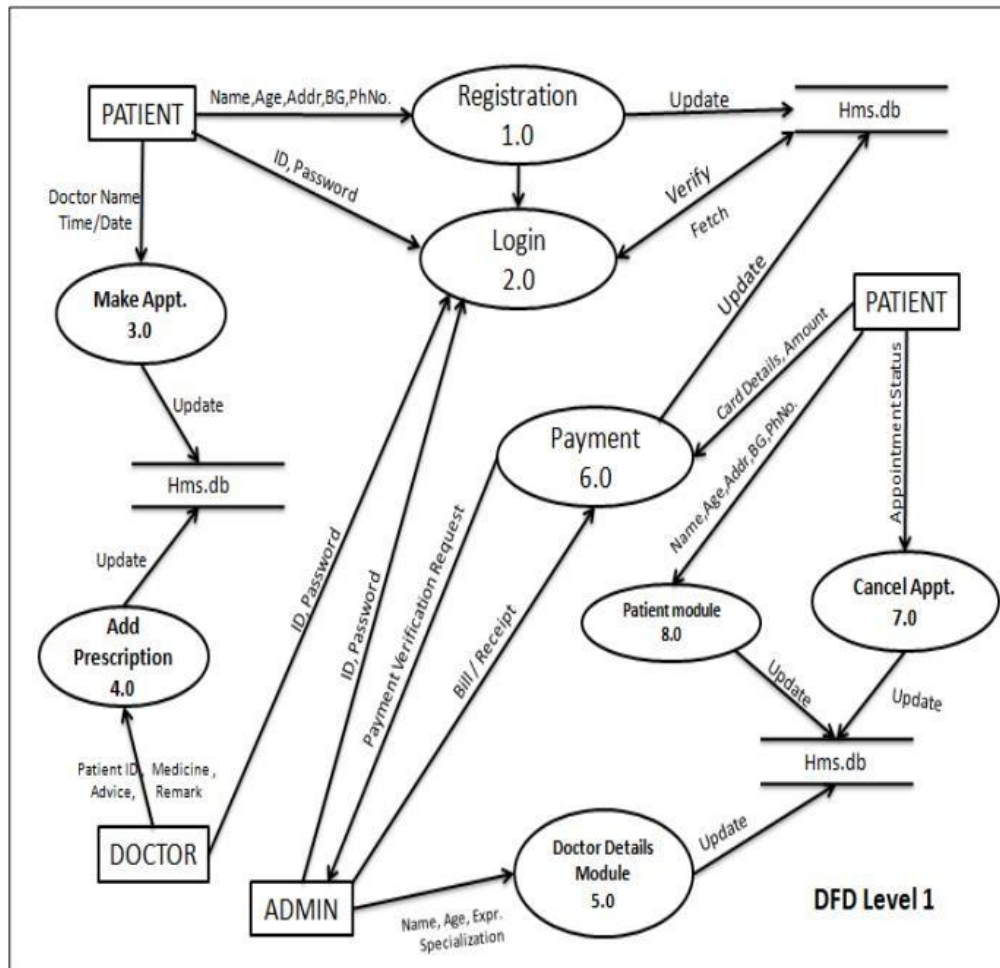 PATIENT
Name,Age,Addr,BG,PhNo.
Registration
1.0
Update
Hms.db
ID, Password
Verify
Fetch
Doctor Name
Time/Date
Login
2.0
Make Appt.
3.0
Update
PATIENT
Card Details, Amount
Name,Age,Addr,BG,PhNo.
AppointmentStatus
Update
Hms.db
Payment
6.0
Update
Add
Prescription
4.0
ID, Password
ID, Password
Payment Verification Request
Bill / Receipt
Patient module
8.0
Cancel Appt.
7.0
Update
Update
Hms.db
Patient ID, Medicine ,
Advice, Remark
DOCTOR
ADMIN
Name, Age, Expr.
Specialization
Doctor Details
Module
5.0
Update
DFD Level 1